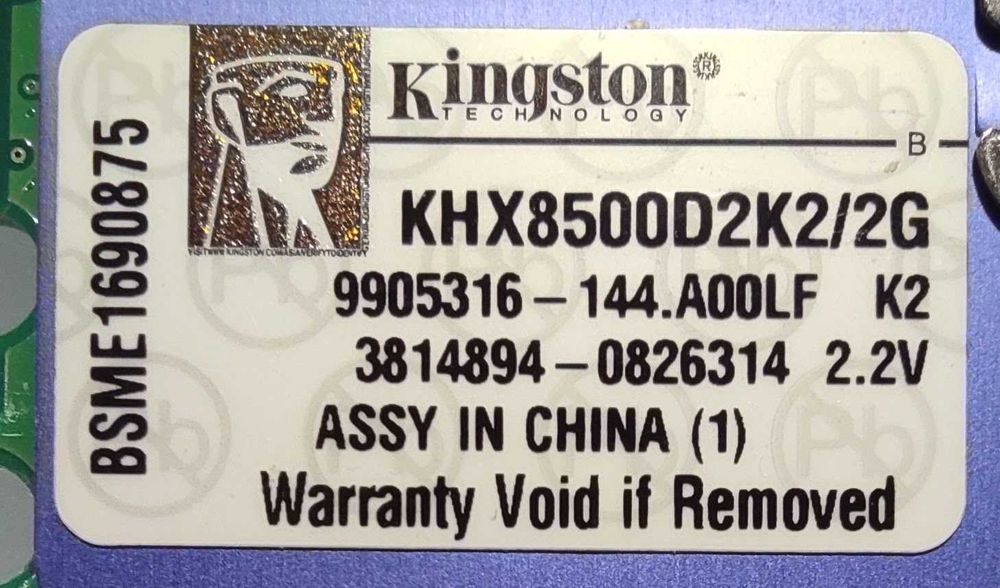 Kingston®
TECHNOLOGY
B
KHX8500D2K2/2G
9905316-144.A00LF K2
3814894-0826314 2.2V
ASSY IN CHINA (1)
Warranty Void if Removed
BSME1690875
Pb